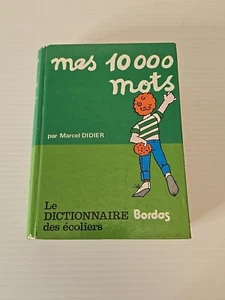 mes 10 000
mots
par Marcel DIDIER
Le
DICTIONNAIRE Bordas
des écoliers